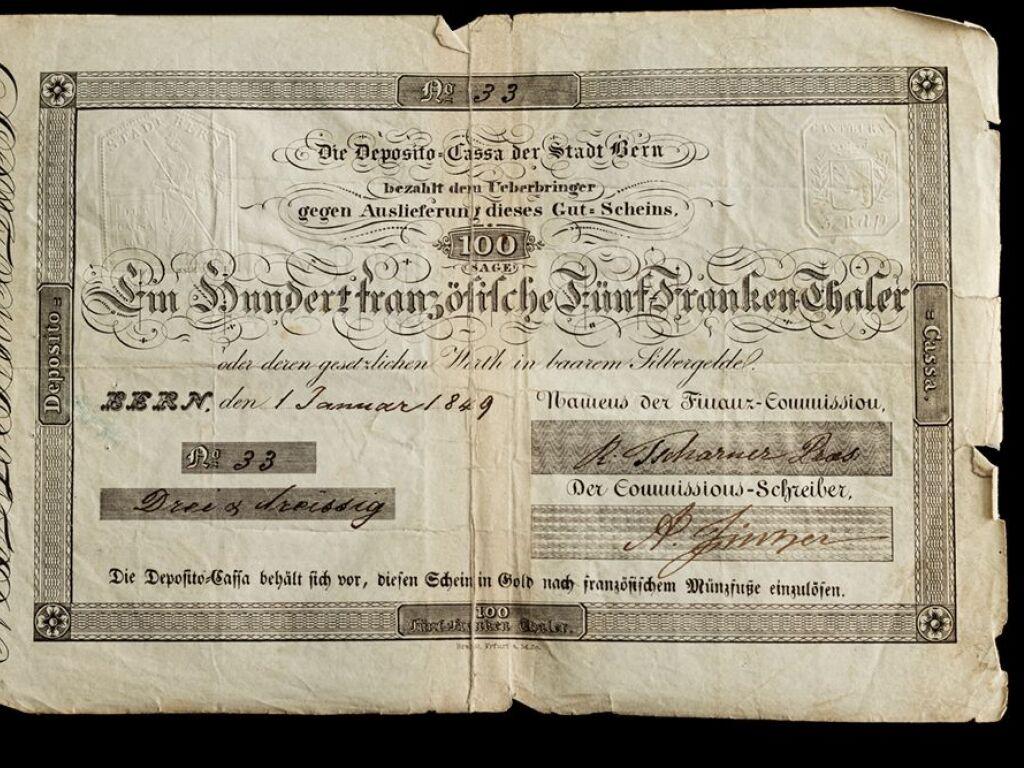 No 33
STADT BERN
CANT. BERN
5. Rap
Die Deposito-Cassa der Stadt Bern
bezahlt dem Ueberbringer
gegen Auslieferung dieses Gut-Scheins,
100
(SAGE)
Ein Hundert französische Fünf-Franken-Thaler
oder deren gesetzlichen Werth in baarem Silbergelde.
BERN, den 1 Januar 1849
Namens der Finanz-Commission,
No 33
R. Tscharner Pras
Drei & dreissig
Der Commissions-Schreiber,
Die Deposito-Cassa behält sich vor, diesen Schein in Gold nach französischem Münzfuße einzulösen.
100
Fünf-Franken Thaler.
Deposito=
=Cassa.